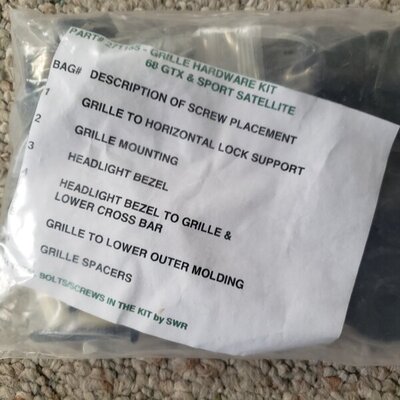 PART# 271155 - GRILLE HARDWARE KIT
68 GTX & SPORT SATELLITE
BAG# DESCRIPTION OF SCREW PLACEMENT
1 GRILLE TO HORIZONTAL LOCK SUPPORT
2 GRILLE MOUNTING
3 HEADLIGHT BEZEL
HEADLIGHT BEZEL TO GRILLE &
LOWER CROSS BAR
GRILLE TO LOWER OUTER MOLDING
GRILLE SPACERS
BOLTS/SCREWS IN THE KIT by SWR